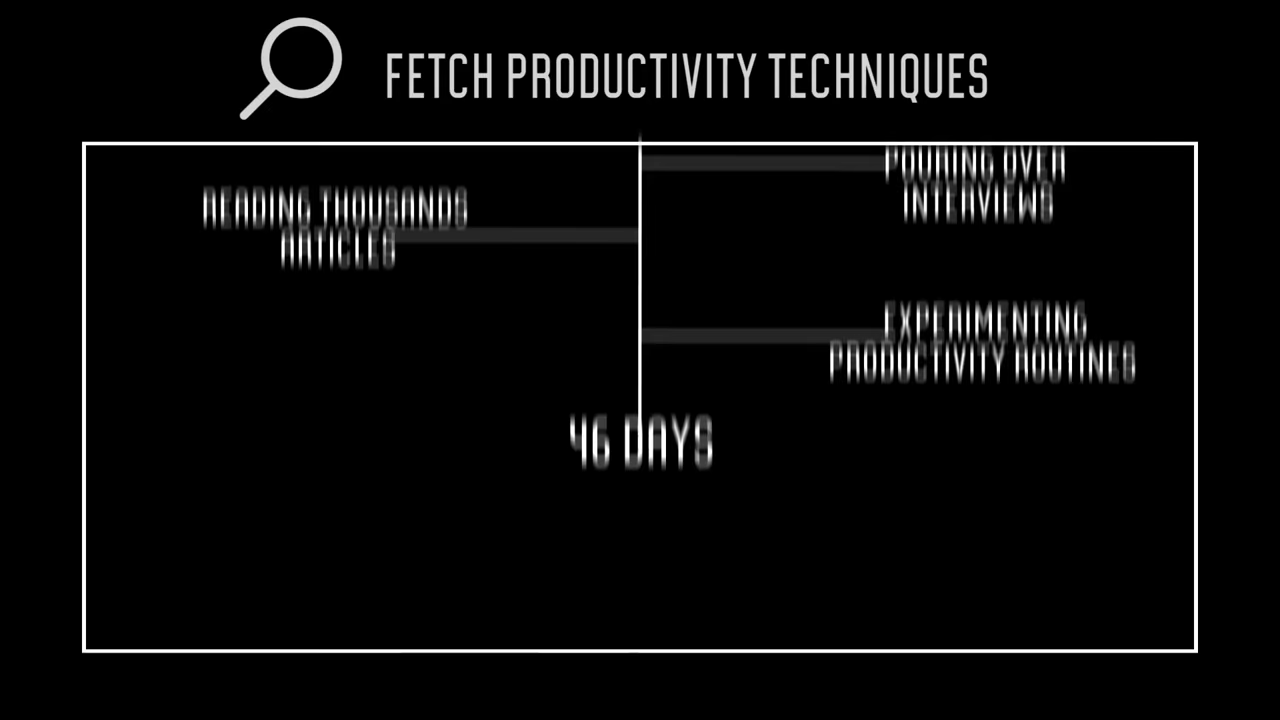 FETCH PRODUCTIVITY TECHNIQUES
POURING OVER
INTERVIEWS
READING THOUSANDS
ARTICLES
EXPERIMENTING
PRODUCTIVITY ROUTINES
46 DAYS